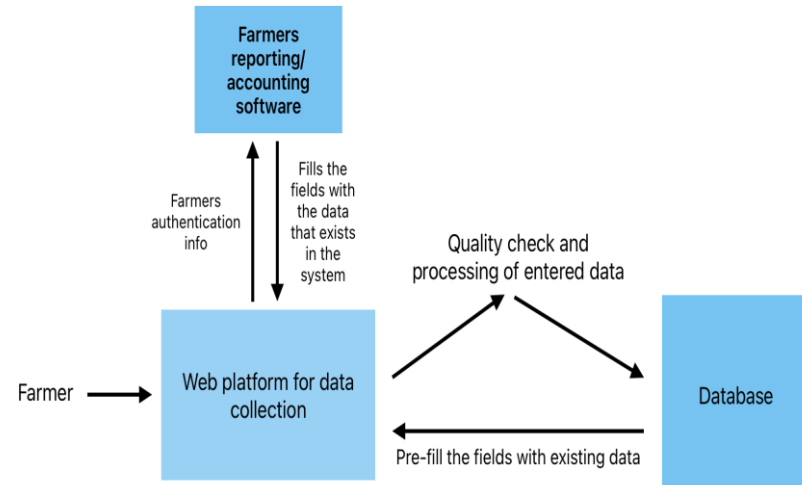 Farmers
reporting/
accounting
software
Farmers
authentication
info
Fills the
fields with
the data
that exists
in the
system
Quality check and
processing of entered data
Farmer
Web platform for data
collection
Database
Pre-fill the fields with existing data